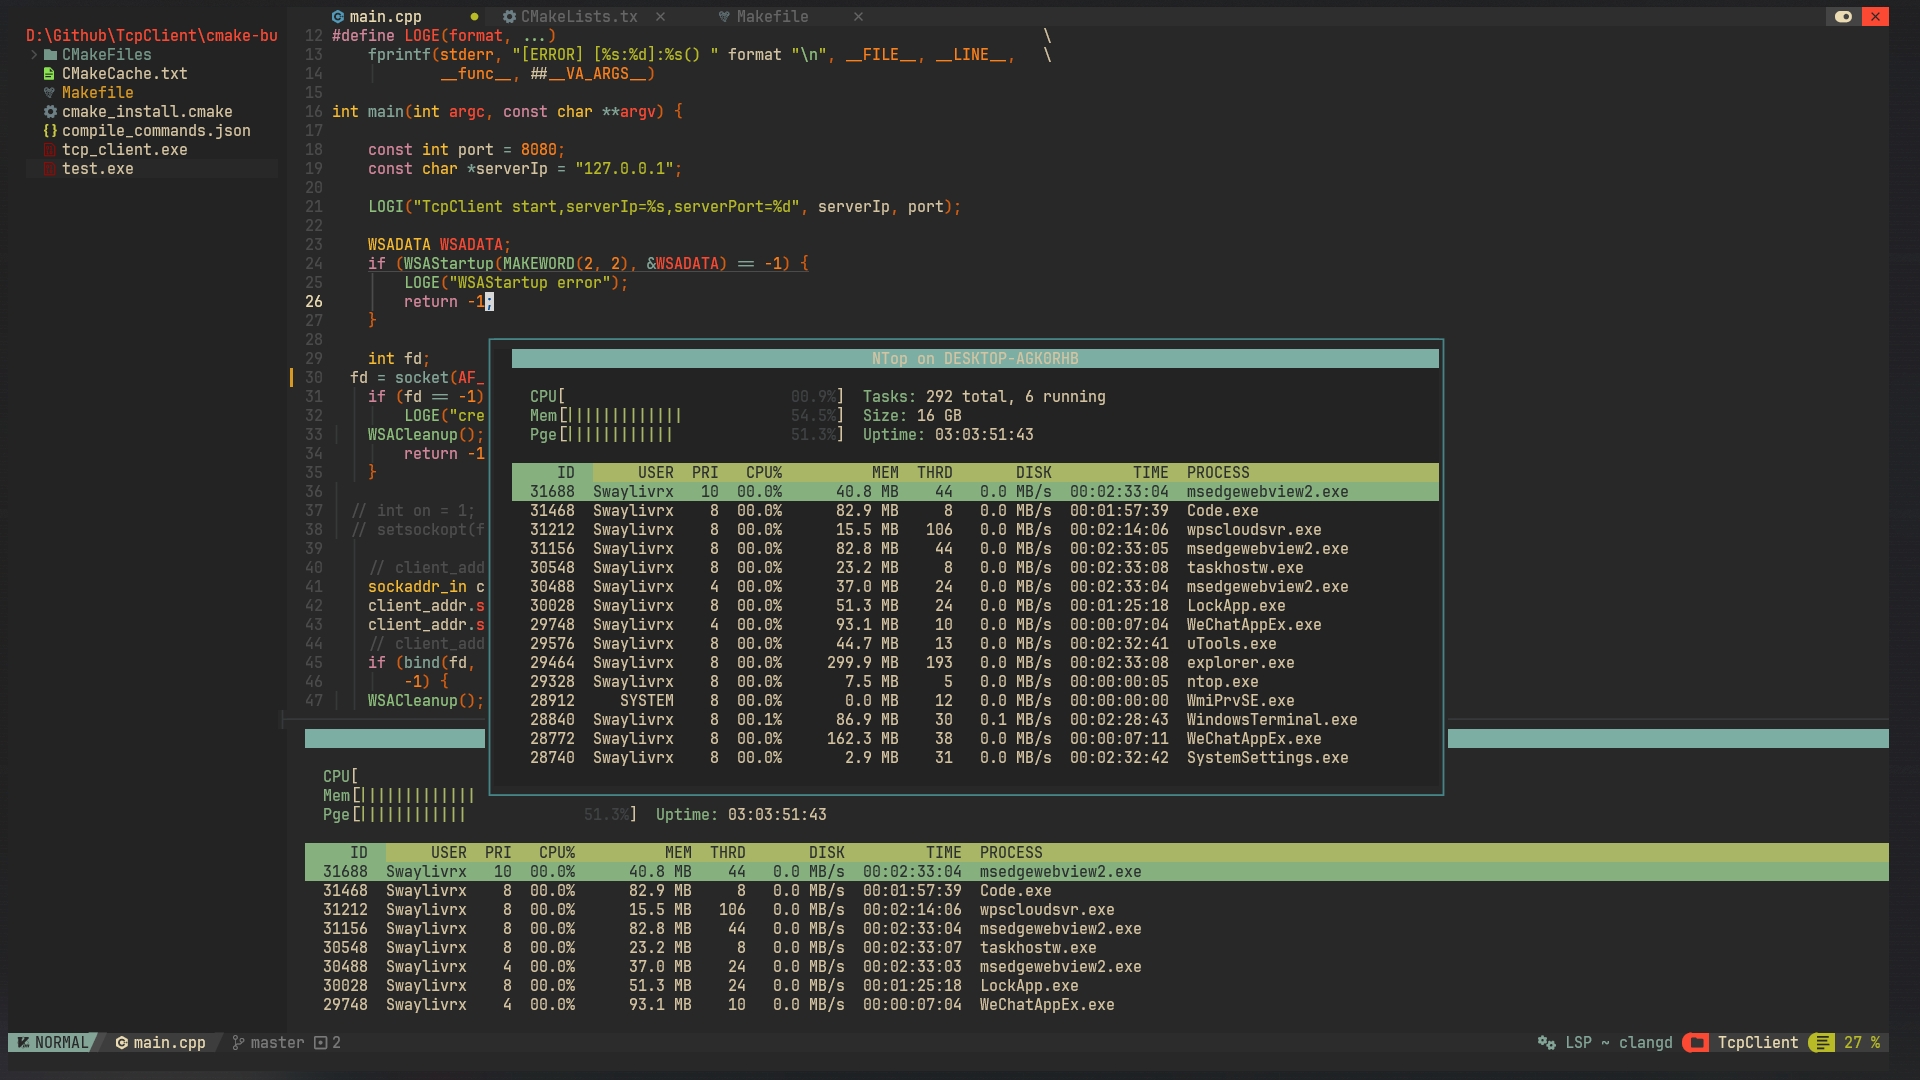 main.cpp ● CMakeLists.tx × Makefile ×
D:\Github\TcpClient\cmake-bu
CMakeFiles
CMakeCache.txt
Makefile
cmake_install.cmake
compile_commands.json
tcp_client.exe
test.exe
12 #define LOGE(format, ...) \
13 fprintf(stderr, "[ERROR] [%s:%d]:%s() " format "\n", __FILE__, __LINE__, \
14 __func__, ##__VA_ARGS__)
15
16 int main(int argc, const char **argv) {
17
18 const int port = 8080;
19 const char *serverIp = "127.0.0.1";
20
21 LOGI("TcpClient start,serverIp=%s,serverPort=%d", serverIp, port);
22
23 WSADATA WSADATA;
24 if (WSAStartup(MAKEWORD(2, 2), &WSADATA) == -1) {
25 LOGE("WSAStartup error");
26 return -1;
27 }
28
29 int fd;
30 fd = socket(AF_
31 if (fd == -1)
32 LOGE("cre
33 WSACleanup();
34 return -1
35 }
36
37 // int on = 1;
38 // setsockopt(f
39
40 // client_add
41 sockaddr_in c
42 client_addr.s
43 client_addr.s
44 // client_add
45 if (bind(fd,
46 -1) {
47 WSACleanup();
NTop on DESKTOP-AGK0RHB
CPU[ 00.9%] Tasks: 292 total, 6 running
Mem[||||||||||||| 54.5%] Size: 16 GB
Pge[|||||||||||| 51.3%] Uptime: 03:03:51:43
ID USER PRI CPU% MEM THRD DISK TIME PROCESS
31688 Swaylivrx 10 00.0% 40.8 MB 44 0.0 MB/s 00:02:33:04 msedgewebview2.exe
31468 Swaylivrx 8 00.0% 82.9 MB 8 0.0 MB/s 00:01:57:39 Code.exe
31212 Swaylivrx 8 00.0% 15.5 MB 106 0.0 MB/s 00:02:14:06 wpscloudsvr.exe
31156 Swaylivrx 8 00.0% 82.8 MB 44 0.0 MB/s 00:02:33:05 msedgewebview2.exe
30548 Swaylivrx 8 00.0% 23.2 MB 8 0.0 MB/s 00:02:33:08 taskhostw.exe
30488 Swaylivrx 4 00.0% 37.0 MB 24 0.0 MB/s 00:02:33:04 msedgewebview2.exe
30028 Swaylivrx 8 00.0% 51.3 MB 24 0.0 MB/s 00:01:25:18 LockApp.exe
29748 Swaylivrx 4 00.0% 93.1 MB 10 0.0 MB/s 00:00:07:04 WeChatAppEx.exe
29576 Swaylivrx 8 00.0% 44.7 MB 13 0.0 MB/s 00:02:32:41 uTools.exe
29464 Swaylivrx 8 00.0% 299.9 MB 193 0.0 MB/s 00:02:33:08 explorer.exe
29328 Swaylivrx 8 00.0% 7.5 MB 5 0.0 MB/s 00:00:00:05 ntop.exe
28912 SYSTEM 8 00.0% 0.0 MB 12 0.0 MB/s 00:00:00:00 WmiPrvSE.exe
28840 Swaylivrx 8 00.1% 86.9 MB 30 0.1 MB/s 00:02:28:43 WindowsTerminal.exe
28772 Swaylivrx 8 00.0% 162.3 MB 38 0.0 MB/s 00:00:07:11 WeChatAppEx.exe
28740 Swaylivrx 8 00.0% 2.9 MB 31 0.0 MB/s 00:02:32:42 SystemSettings.exe
CPU[
Mem[|||||||||||||
Pge[|||||||||||| 51.3%] Uptime: 03:03:51:43
ID USER PRI CPU% MEM THRD DISK TIME PROCESS
31688 Swaylivrx 10 00.0% 40.8 MB 44 0.0 MB/s 00:02:33:04 msedgewebview2.exe
31468 Swaylivrx 8 00.0% 82.9 MB 8 0.0 MB/s 00:01:57:39 Code.exe
31212 Swaylivrx 8 00.0% 15.5 MB 106 0.0 MB/s 00:02:14:06 wpscloudsvr.exe
31156 Swaylivrx 8 00.0% 82.8 MB 44 0.0 MB/s 00:02:33:04 msedgewebview2.exe
30548 Swaylivrx 8 00.0% 23.2 MB 8 0.0 MB/s 00:02:33:07 taskhostw.exe
30488 Swaylivrx 4 00.0% 37.0 MB 24 0.0 MB/s 00:02:33:03 msedgewebview2.exe
30028 Swaylivrx 8 00.0% 51.3 MB 24 0.0 MB/s 00:01:25:18 LockApp.exe
29748 Swaylivrx 4 00.0% 93.1 MB 10 0.0 MB/s 00:00:07:04 WeChatAppEx.exe
NORMAL main.cpp master 2 LSP ~ clangd TcpClient 27 %